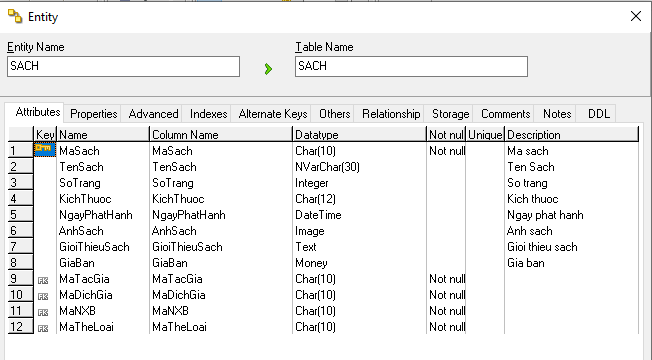 Entity
Entity Name
Table Name
SACH
SACH
Attributes Properties Advanced Indexes Alternate Keys Others Relationship Storage Comments Notes DDL
Key Name Column Name Datatype Not nul Unique Description
1 MaSach MaSach Char(10) Not null Ma sach
2 TenSach TenSach NVarChar(30) Ten Sach
3 SoTrang SoTrang Integer So trang
4 KichThuoc KichThuoc Char(12) Kich thuoc
5 NgayPhatHanh NgayPhatHanh DateTime Ngay phat hanh
6 AnhSach AnhSach Image Anh sach
7 GioiThieuSach GioiThieuSach Text Gioi thieu sach
8 GiaBan GiaBan Money Gia ban
9 FK MaTacGia MaTacGia Char(10) Not null
10 FK MaDichGia MaDichGia Char(10) Not null
11 FK MaNXB MaNXB Char(10) Not null
12 FK MaTheLoai MaTheLoai Char(10) Not null